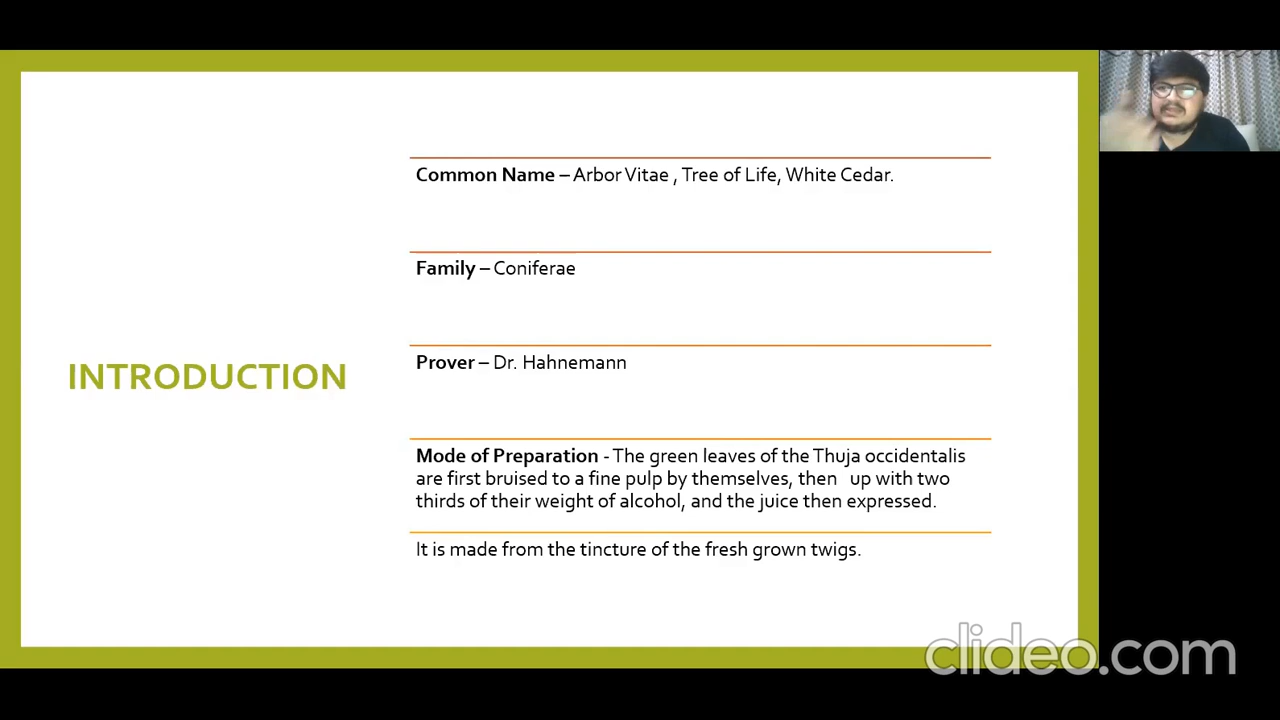 INTRODUCTION
Common Name – Arbor Vitae , Tree of Life, White Cedar.
Family – Coniferae
Prover – Dr. Hahnemann
Mode of Preparation - The green leaves of the Thuja occidentalis
are first bruised to a fine pulp by themselves, then up with two
thirds of their weight of alcohol, and the juice then expressed.
It is made from the tincture of the fresh grown twigs.
clideo.com